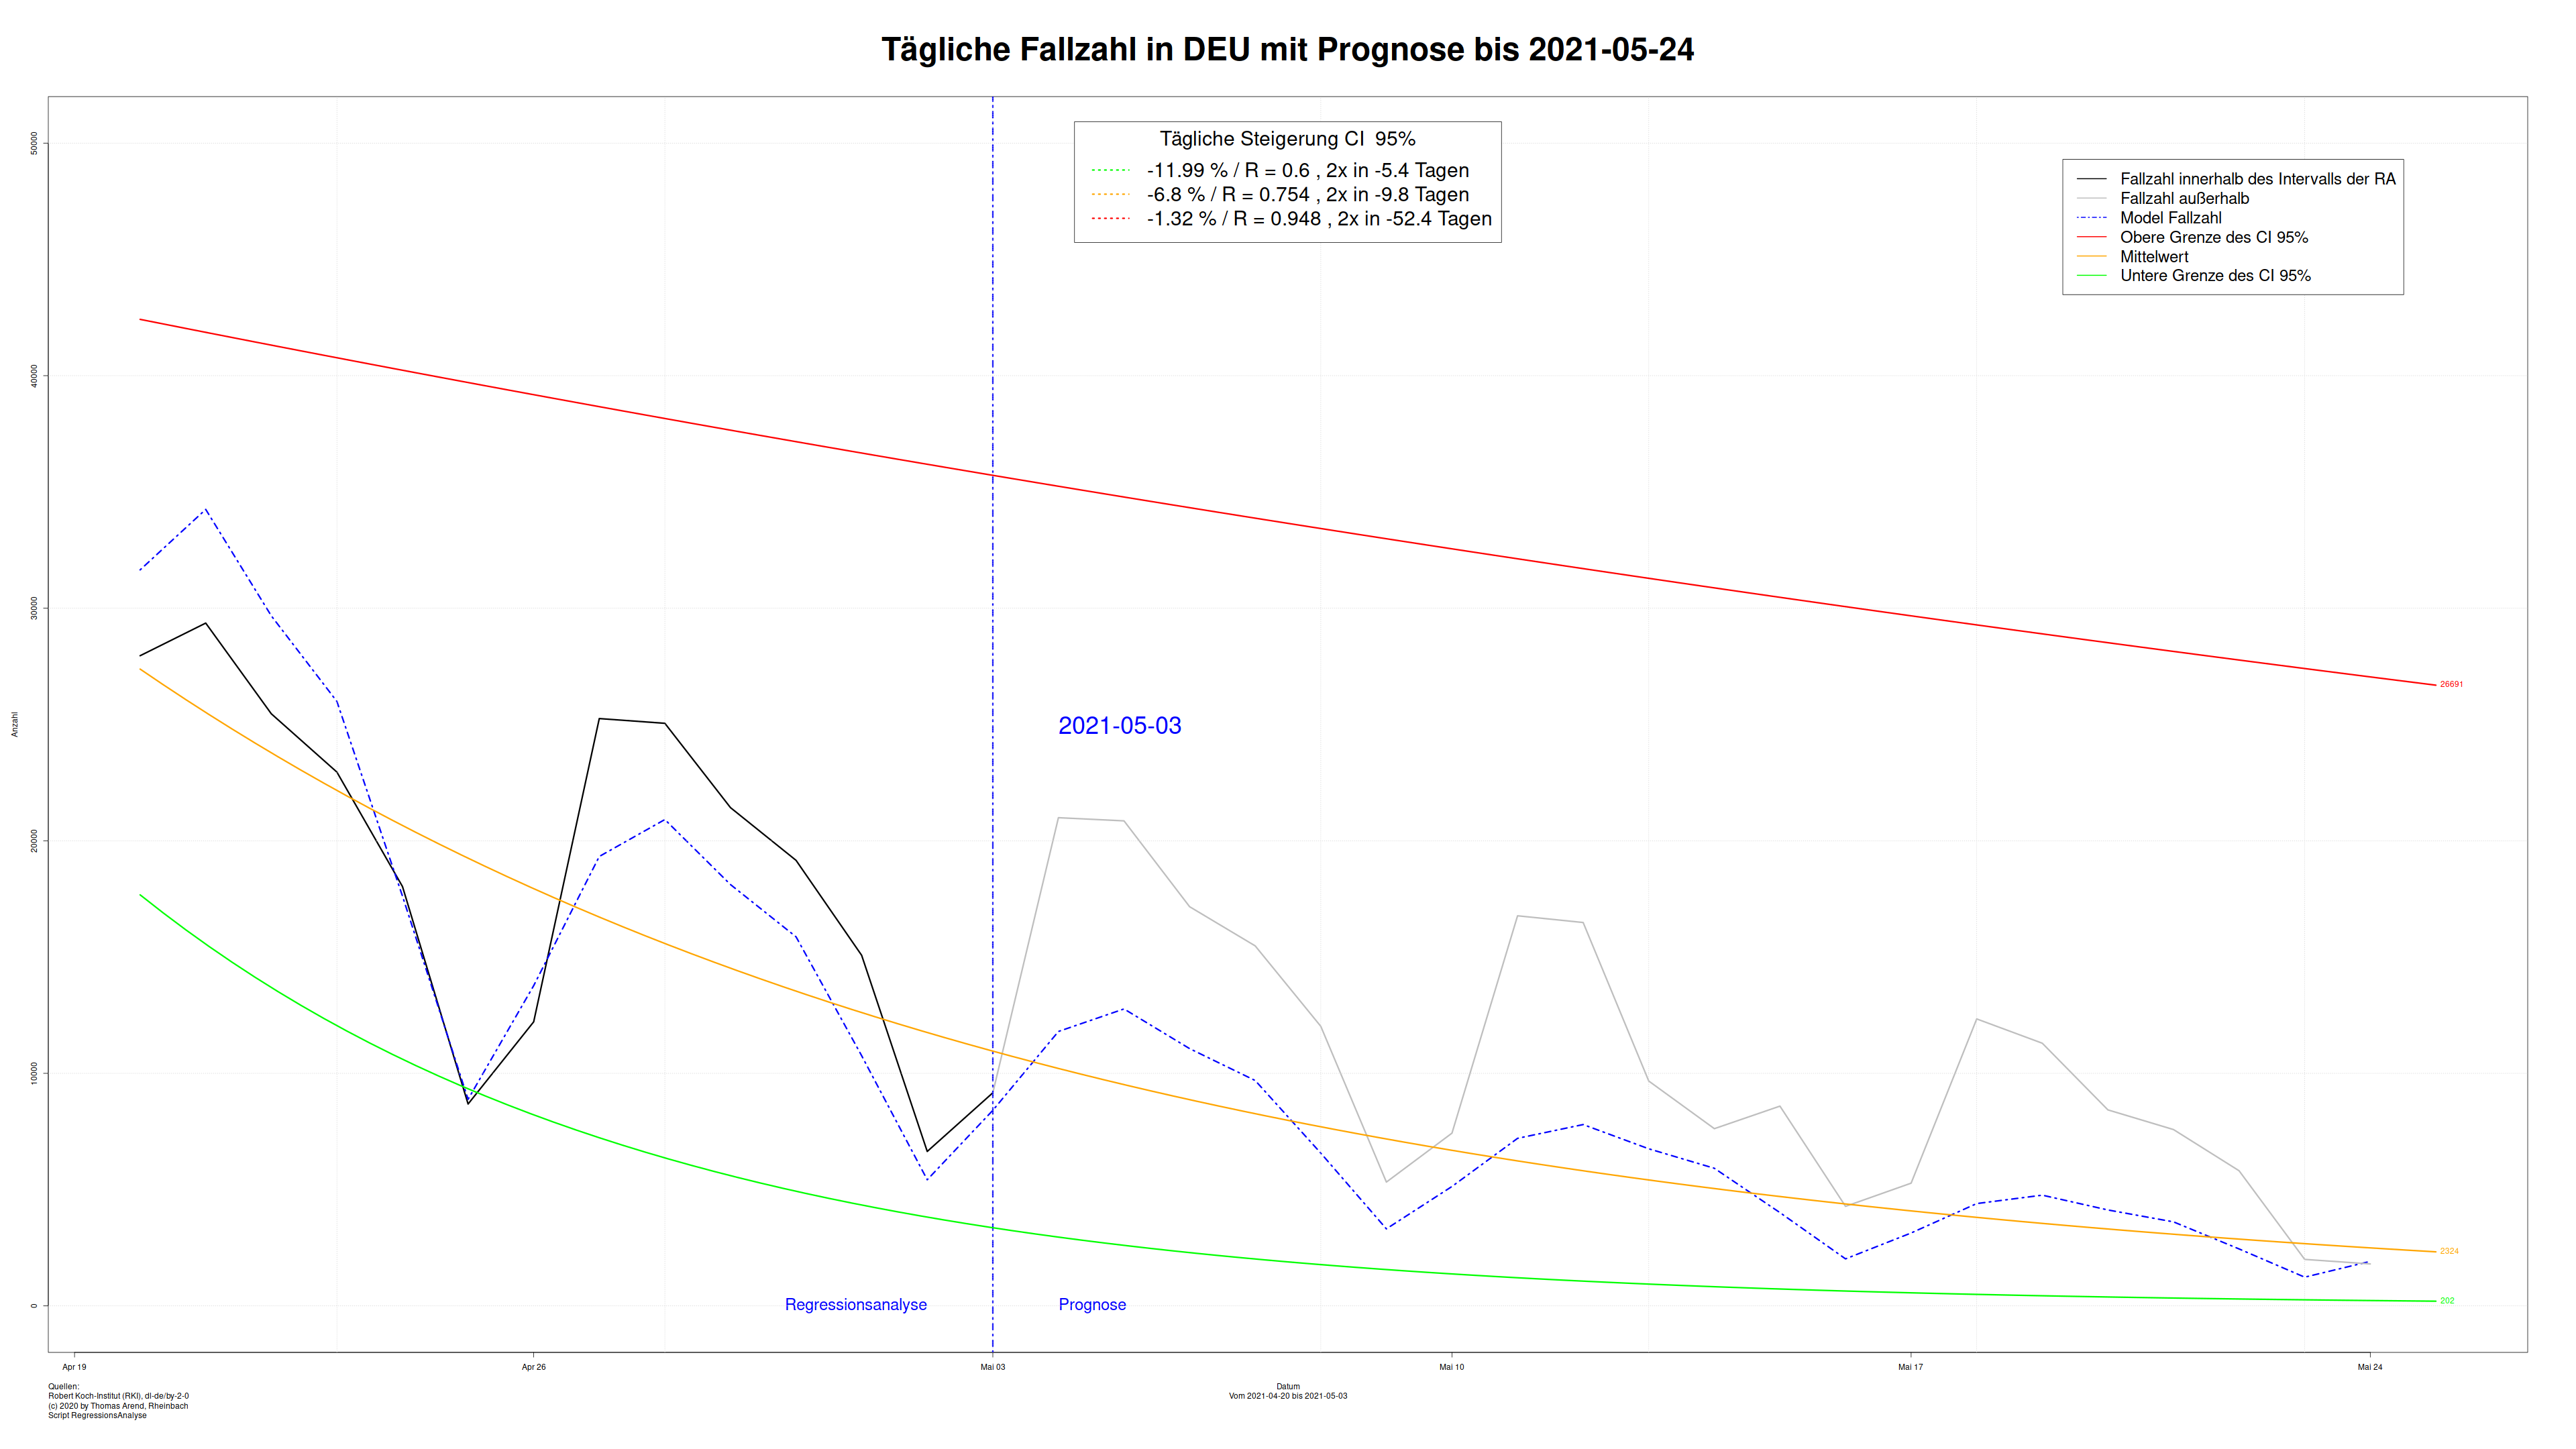 Tägliche Fallzahl in DEU mit Prognose bis 2021-05-24
Tägliche Steigerung CI 95%
-11.99 % / R = 0.6 , 2x in -5.4 Tagen
-6.8 % / R = 0.754 , 2x in -9.8 Tagen
-1.32 % / R = 0.948 , 2x in -52.4 Tagen
Fallzahl innerhalb des Intervalls der RA
Fallzahl außerhalb
Model Fallzahl
Obere Grenze des CI 95%
Mittelwert
Untere Grenze des CI 95%
50000
40000
30000
20000
10000
0
Anzahl
26691
2021-05-03
2324
202
Regressionsanalyse
Prognose
Apr 19
Apr 26
Mai 03
Mai 10
Mai 17
Mai 24
Datum
Vom 2021-04-20 bis 2021-05-03
Quellen:
Robert Koch-Institut (RKI), dl-de/by-2-0
(c) 2020 by Thomas Arend, Rheinbach
Script RegressionsAnalyse